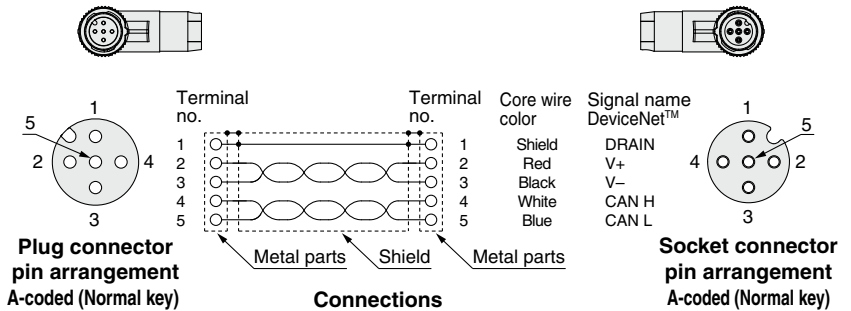 1
5
2
4
3
Plug connector
pin arrangement
A-coded (Normal key)
Terminal
no.
Terminal
no.
Core wire
color
Signal name
DeviceNet™
1 1 Shield DRAIN
2 2 Red V+
3 3 Black V–
4 4 White CAN H
5 5 Blue CAN L
Metal parts Shield Metal parts
Connections
1
5
4
2
3
Socket connector
pin arrangement
A-coded (Normal key)